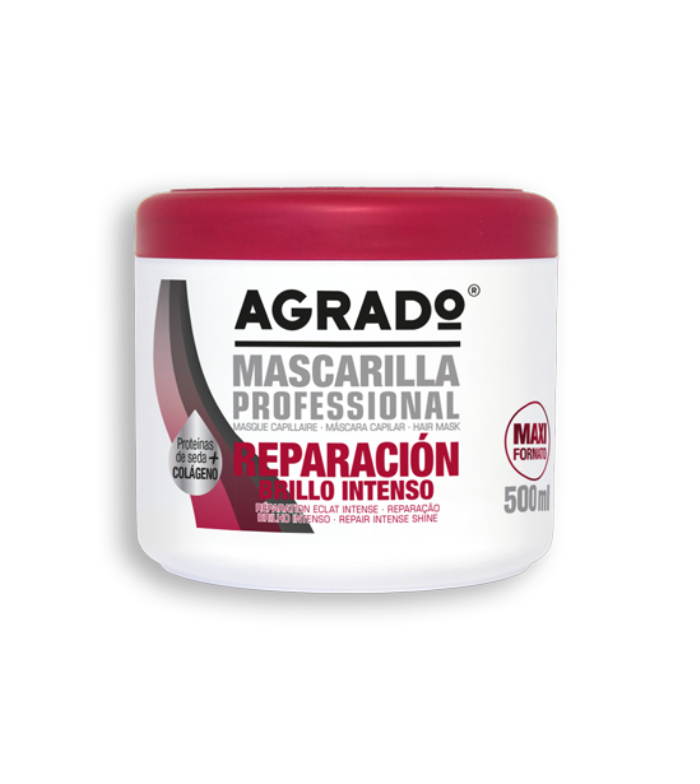 AGRADO®
MASCARILLA
PROFESSIONAL
MASQUE CAPILLAIRE - MÁSCARA CAPILAR - HAIR MASK
Proteínas
de seda +
COLÁGENO
REPARACIÓN
BRILLO INTENSO
RÉPARATION ECLAT INTENSE - REPARAÇÃO
BRILHO INTENSO - REPAIR INTENSE SHINE
MAXI
FORMATO
500ml